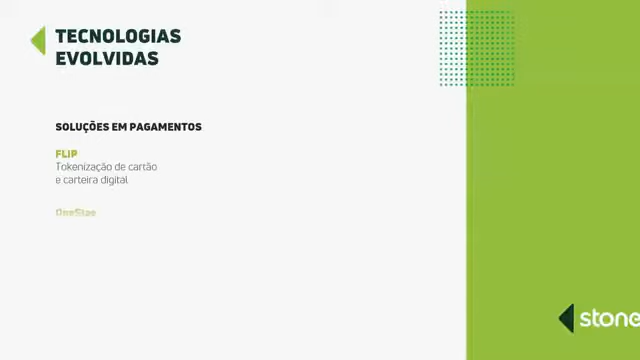 TECNOLOGIAS
EVOLVIDAS
SOLUÇÕES EM PAGAMENTOS
FLIP
Tokenização de cartão
e carteira digital
stone